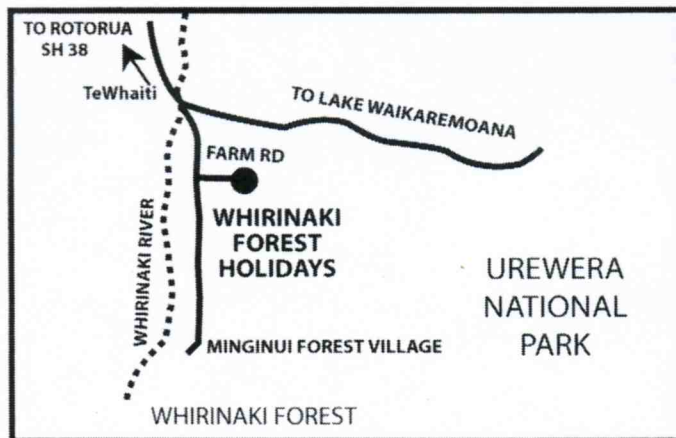 TO ROTORUA
SH 38
TeWhaiti
TO LAKE WAIKAREMOANA
FARM RD
WHIRINAKI
FOREST
HOLIDAYS
WHIRINAKI RIVER
UREWERA
NATIONAL
PARK
MINGINUI FOREST VILLAGE
WHIRINAKI FOREST